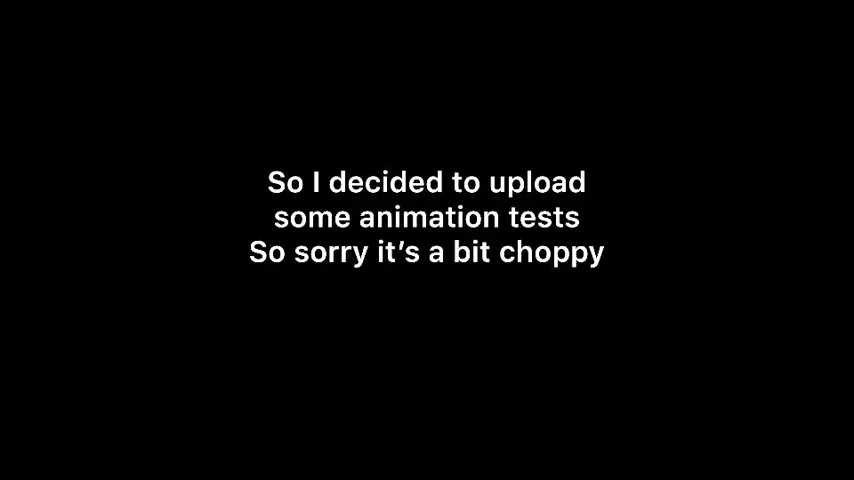 So I decided to upload
some animation tests
So sorry it’s a bit choppy